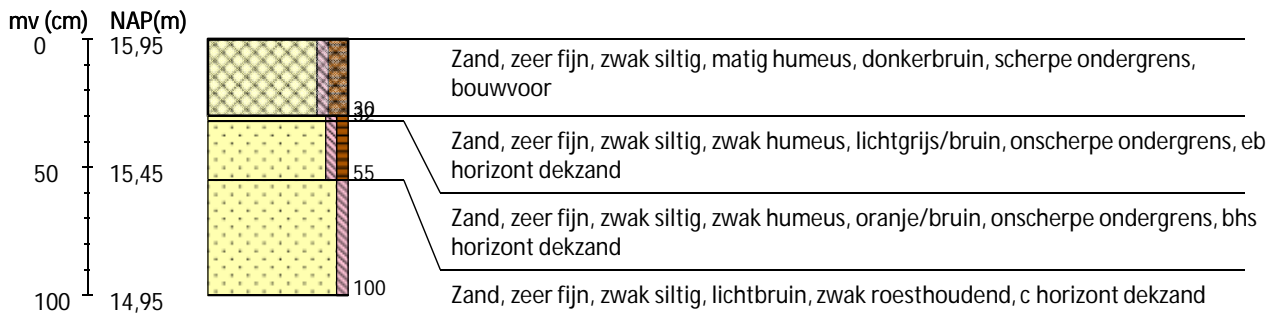 mv (cm) NAP(m)
0 15,95
Zand, zeer fijn, zwak siltig, matig humeus, donkerbruin, scherpe ondergrens,
bouwvoor
30
32
Zand, zeer fijn, zwak siltig, zwak humeus, lichtgrijs/bruin, onscherpe ondergrens, eb
horizont dekzand
50 15,45
55
Zand, zeer fijn, zwak siltig, zwak humeus, oranje/bruin, onscherpe ondergrens, bhs
horizont dekzand
100
Zand, zeer fijn, zwak siltig, lichtbruin, zwak roesthoudend, c horizont dekzand
100 14,95